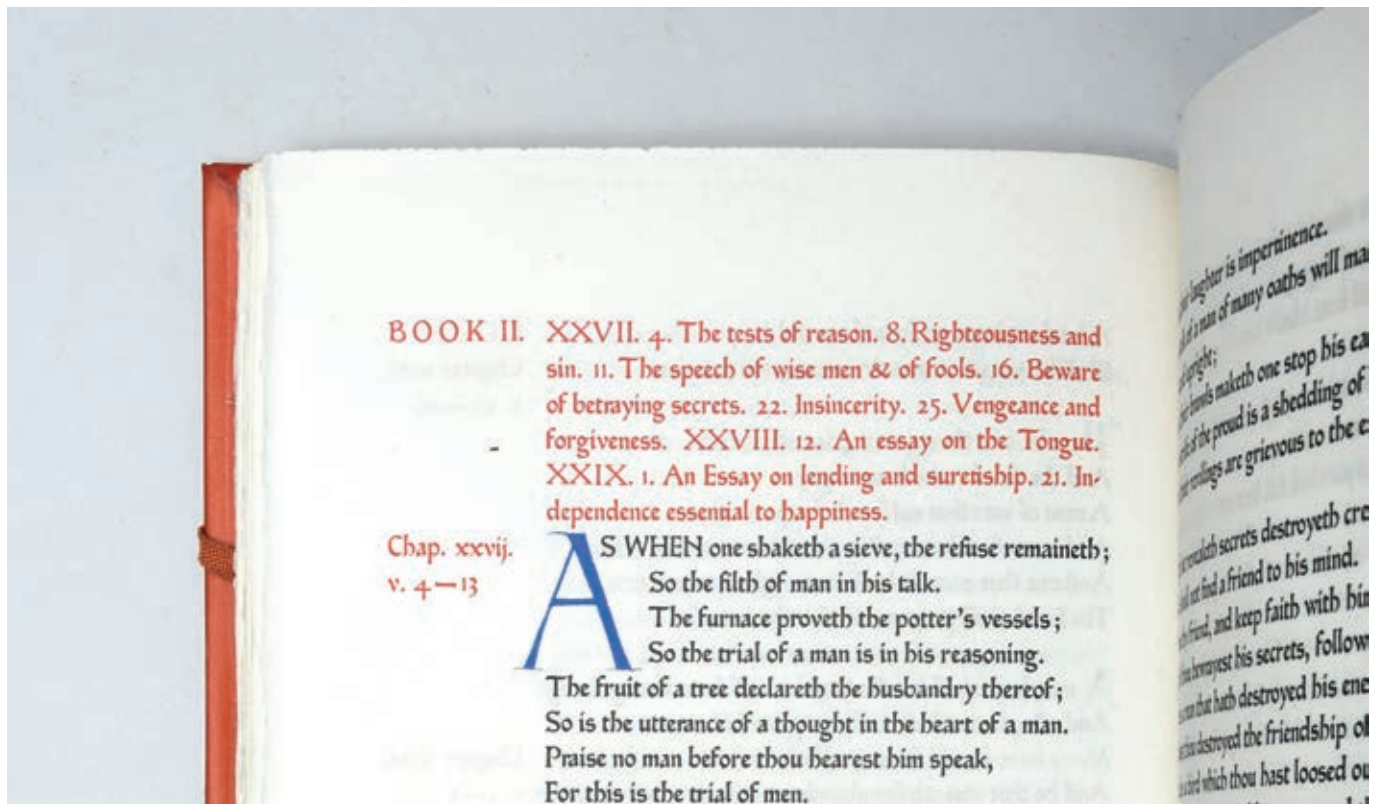 BOOK II. XXVII. 4. The tests of reason. 8. Righteousness and
sin. 11. The speech of wise men & of fools. 16. Beware
of betraying secrets. 22. Insincerity. 25. Vengeance and
forgiveness. XXVIII. 12. An essay on the Tongue.
XXIX. 1. An Essay on lending and suretiship. 21. In-
dependence essential to happiness.
Chap. xxvij.
v. 4—13
AS WHEN one shaketh a sieve, the refuse remaineth;
So the filth of man in his talk.
The furnace proveth the potter's vessels;
So the trial of a man is in his reasoning.
The fruit of a tree declareth the husbandry thereof;
So is the utterance of a thought in the heart of a man.
Praise no man before thou hearest him speak,
For this is the trial of men.
laughter is impertinence.
of a man of many oaths will
upright;
maketh one stop his
of the proud is a shedding of
revilings are grievous to the
revealeth secrets destroyeth
not find a friend to his mind.
friend, and keep faith with
betrayest his secrets,
man that hath destroyed his
destroyed the friendship of
bird which thou hast loosed